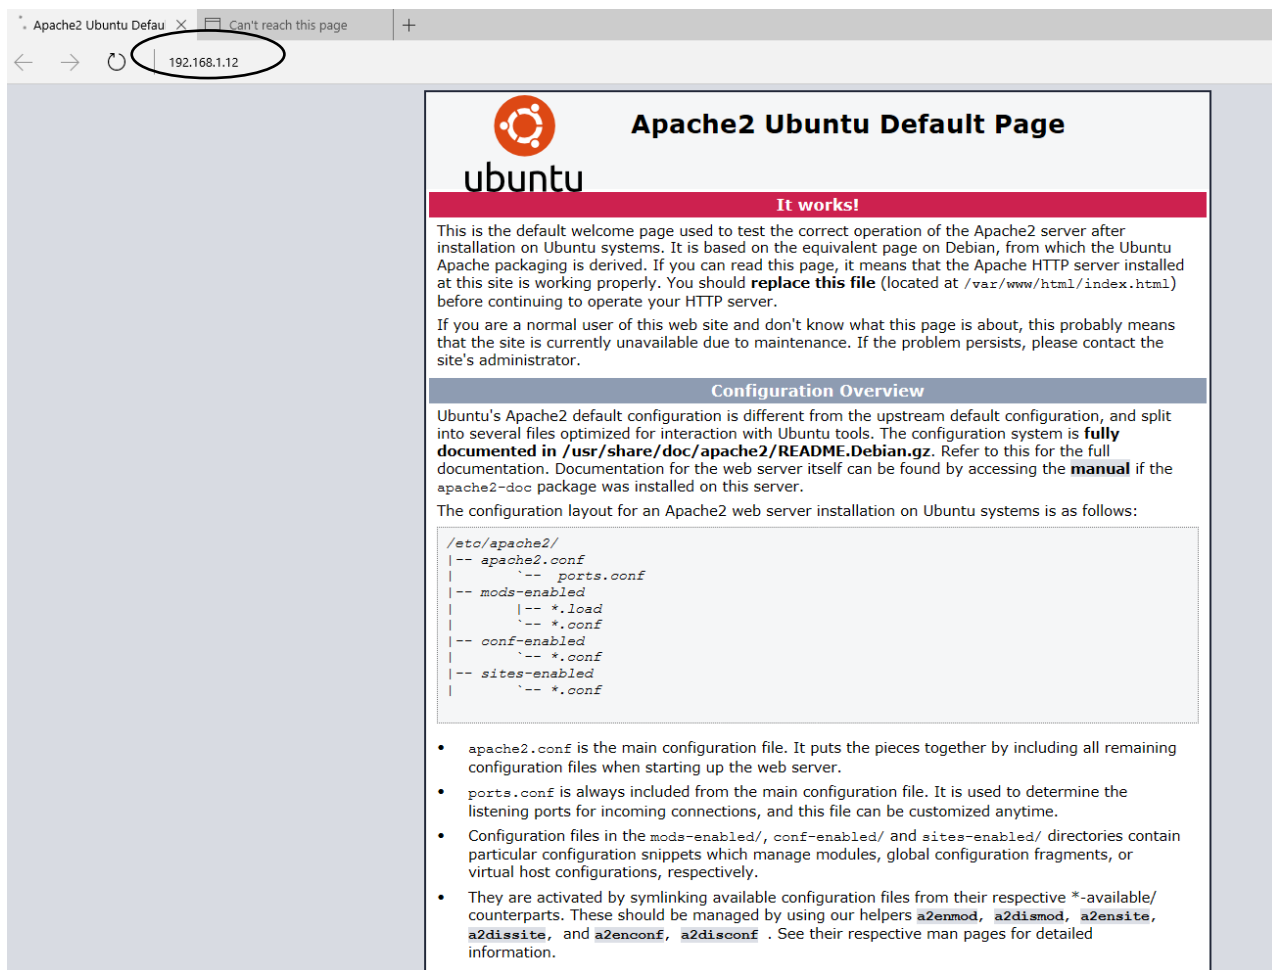 Apache2 Ubuntu Defau
Can't reach this page
192.168.1.12
ubuntu
Apache2 Ubuntu Default Page
It works!
This is the default welcome page used to test the correct operation of the Apache2 server after
installation on Ubuntu systems. It is based on the equivalent page on Debian, from which the Ubuntu
Apache packaging is derived. If you can read this page, it means that the Apache HTTP server installed
at this site is working properly. You should replace this file (located at /var/www/html/index.html)
before continuing to operate your HTTP server.
If you are a normal user of this web site and don't know what this page is about, this probably means
that the site is currently unavailable due to maintenance. If the problem persists, please contact the
site's administrator.
Configuration Overview
Ubuntu's Apache2 default configuration is different from the upstream default configuration, and split
into several files optimized for interaction with Ubuntu tools. The configuration system is fully
documented in /usr/share/doc/apache2/README.Debian.gz. Refer to this for the full
documentation. Documentation for the web server itself can be found by accessing the manual if the
apache2-doc package was installed on this server.
The configuration layout for an Apache2 web server installation on Ubuntu systems is as follows:
/etc/apache2/
|-- apache2.conf
|       `--  ports.conf
|-- mods-enabled
|       |-- *.load
|       `-- *.conf
|-- conf-enabled
|       `-- *.conf
|-- sites-enabled
|       `-- *.conf
• apache2.conf is the main configuration file. It puts the pieces together by including all remaining
configuration files when starting up the web server.
• ports.conf is always included from the main configuration file. It is used to determine the
listening ports for incoming connections, and this file can be customized anytime.
• Configuration files in the mods-enabled/, conf-enabled/ and sites-enabled/ directories contain
particular configuration snippets which manage modules, global configuration fragments, or
virtual host configurations, respectively.
• They are activated by symlinking available configuration files from their respective *-available/
counterparts. These should be managed by using our helpers a2enmod, a2dismod, a2ensite,
a2dissite, and a2enconf, a2disconf . See their respective man pages for detailed
information.